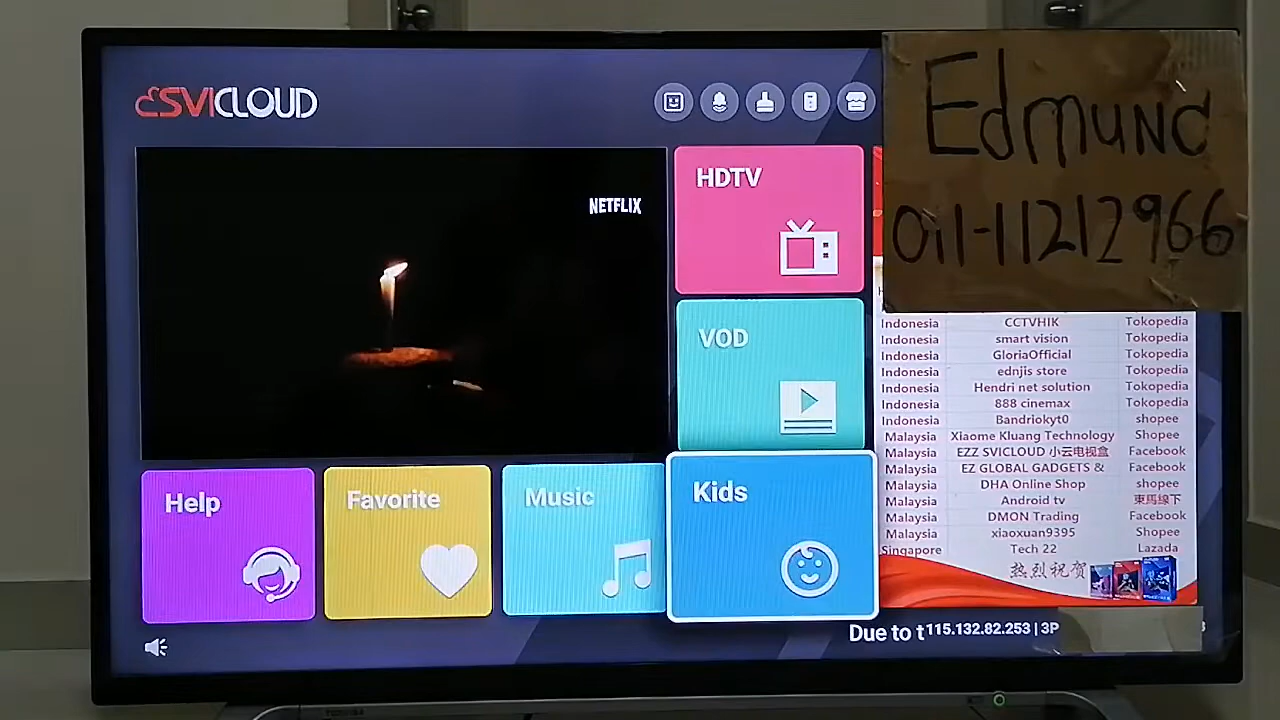 SVICLOUD
Edmund
011-11212966
NETFLIX
HDTV
VOD
Help
Favorite
Music
Kids
Indonesia CCTVHIK Tokopedia
Indonesia smart vision Tokopedia
Indonesia GloriaOfficial Tokopedia
Indonesia ednjis store Tokopedia
Indonesia Hendri net solution Tokopedia
Indonesia 888 cinemax Tokopedia
Indonesia Bandriokyt0 shopee
Malaysia Xiaome Kluang Technology Shopee
Malaysia EZZ SVICLOUD 小云电视盒 Facebook
Malaysia EZ GLOBAL GADGETS & Facebook
Malaysia DHA Online Shop shopee
Malaysia Android tv 東馬線下
Malaysia DMON Trading Facebook
Malaysia xiaoxuan9395 Shopee
Singapore Tech 22 Lazada
热烈祝贺
Due to t 115.132.82.253 | 3P
TOSHIBA